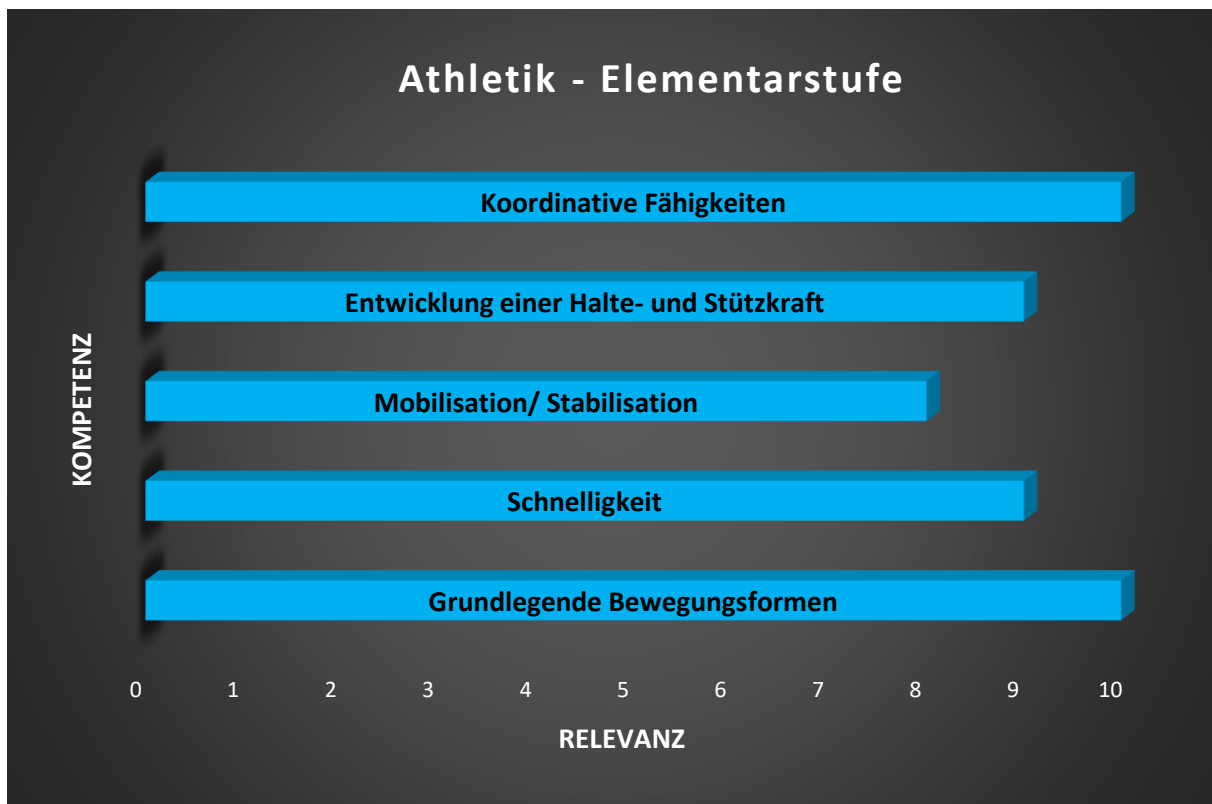 Athletik - Elementarstufe
KOMPETENZ
Koordinative Fähigkeiten
Entwicklung einer Halte- und Stützkraft
Mobilisation/ Stabilisation
Schnelligkeit
Grundlegende Bewegungsformen
0 1 2 3 4 5 6 7 8 9 10
RELEVANZ